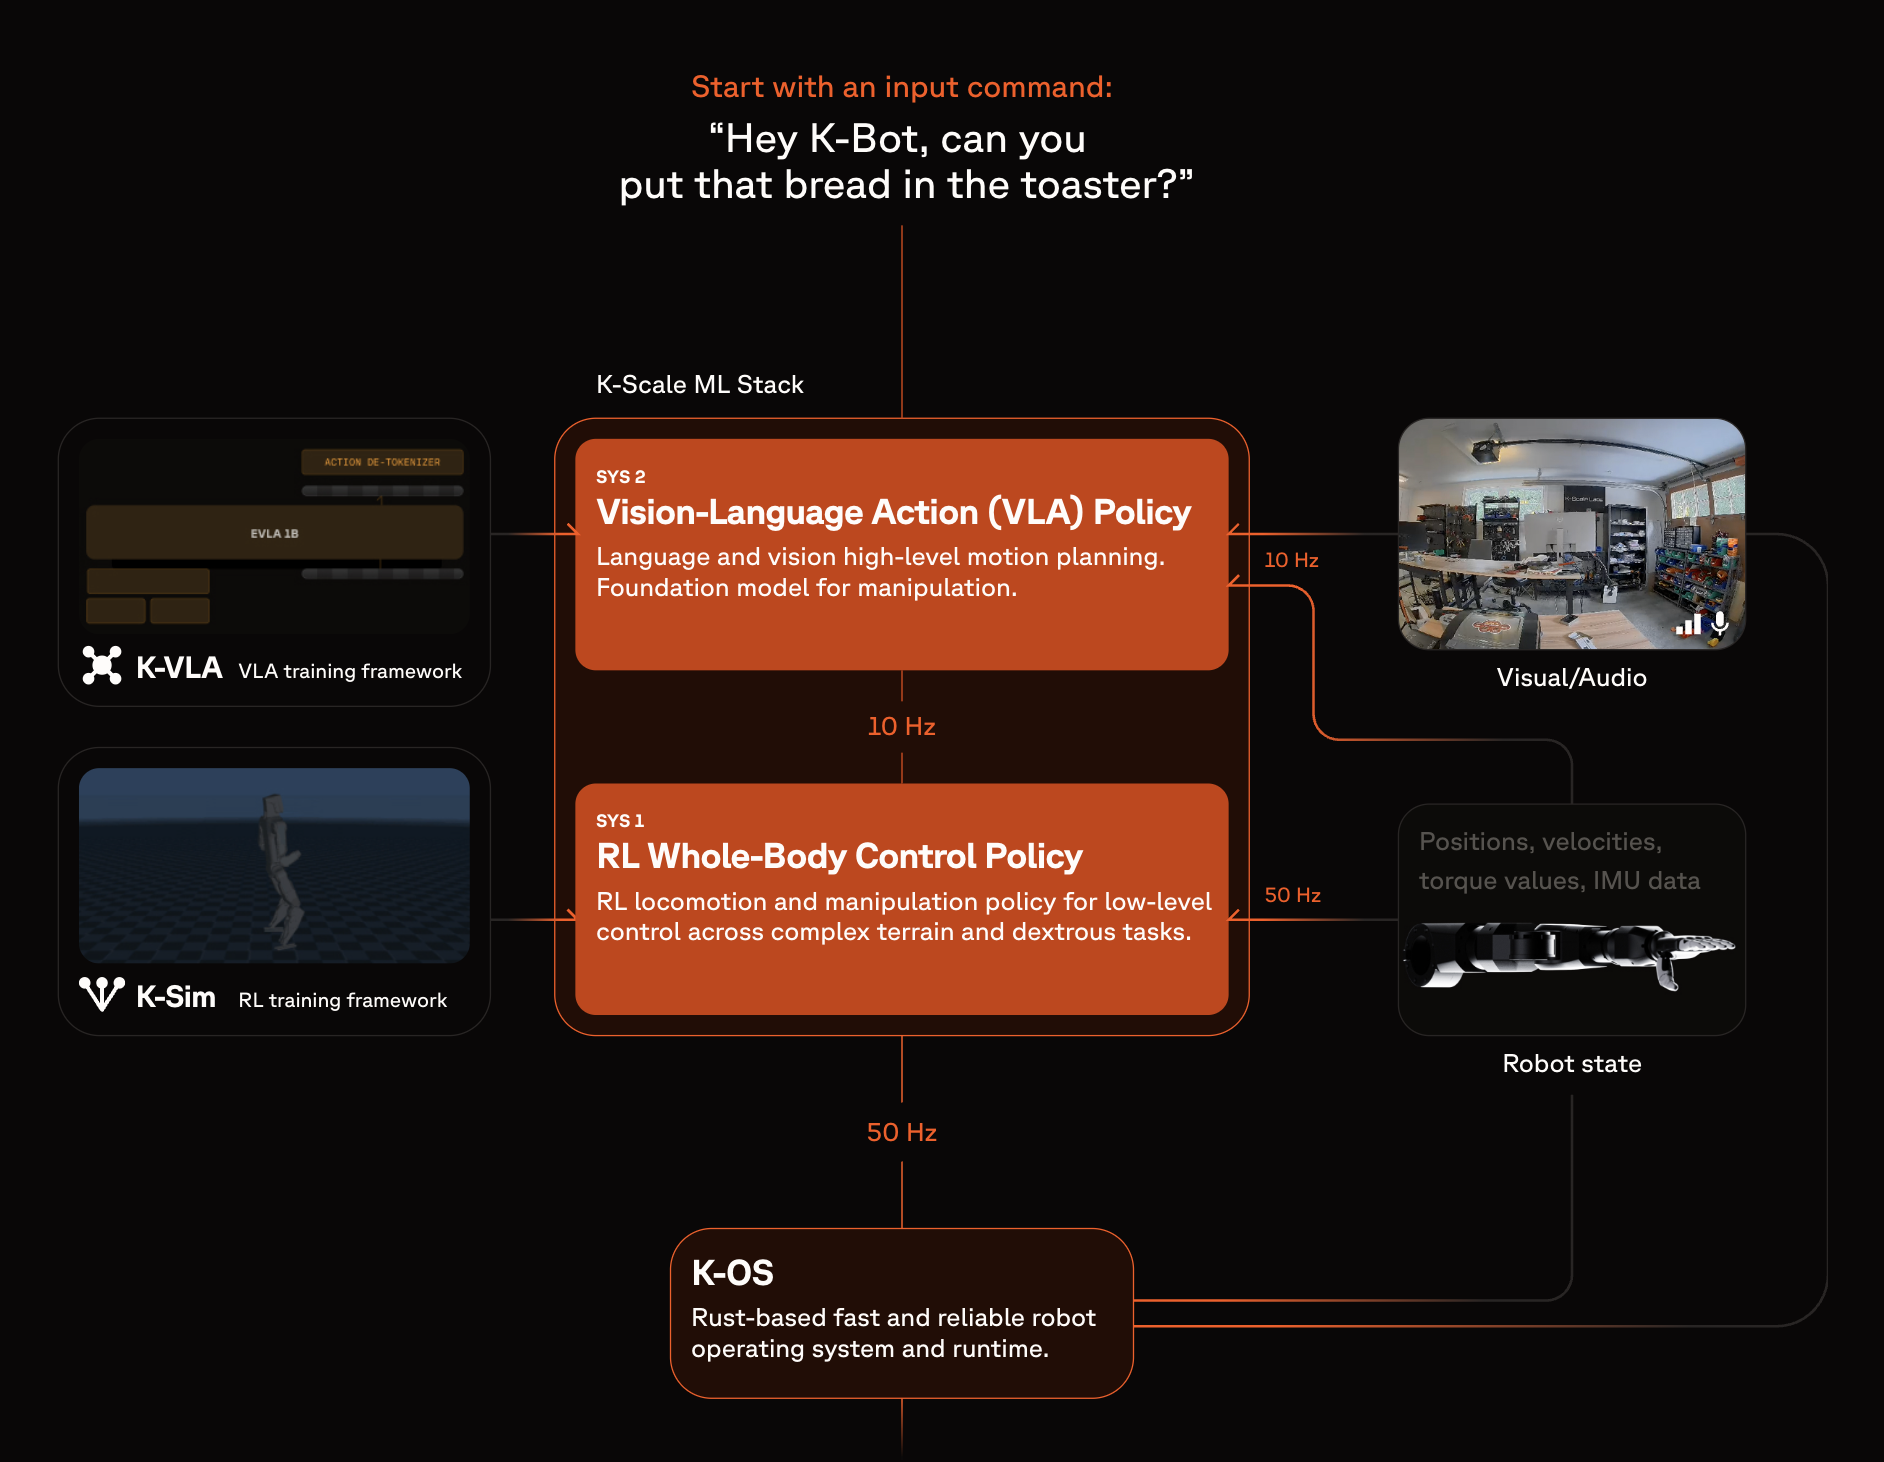 Start with an input command:
“Hey K-Bot, can you
put that bread in the toaster?”
K-Scale ML Stack
ACTION DE-TOKENIZER
EVLA 1B
K-VLA VLA training framework
SYS 2
Vision-Language Action (VLA) Policy
Language and vision high-level motion planning.
Foundation model for manipulation.
10 Hz
K-Scale Labs
Visual/Audio
10 Hz
K-Sim RL training framework
SYS 1
RL Whole-Body Control Policy
RL locomotion and manipulation policy for low-level
control across complex terrain and dextrous tasks.
50 Hz
Positions, velocities,
torque values, IMU data
Robot state
50 Hz
K-OS
Rust-based fast and reliable robot
operating system and runtime.